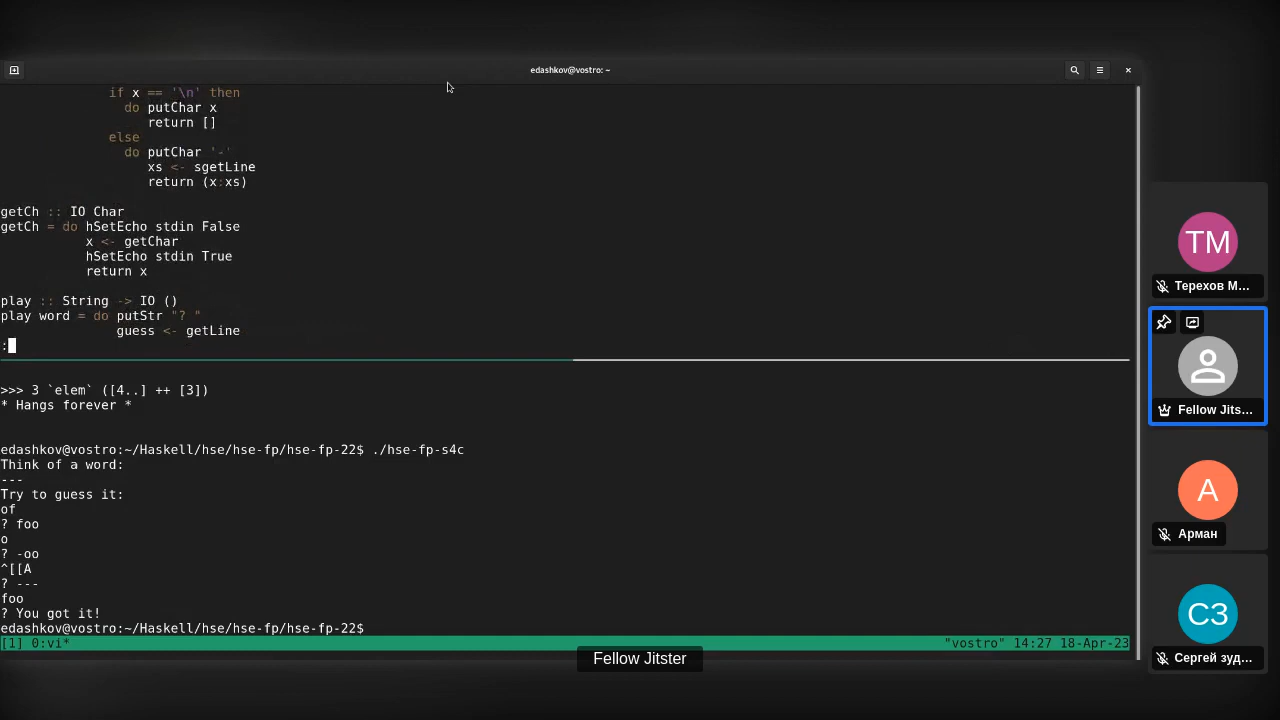 edashkov@vostro: ~
if x == '\n' then
do putChar x
return []
else
do putChar '-'
xs <- sgetLine
return (x:xs)
getCh :: IO Char
getCh = do hSetEcho stdin False
x <- getChar
hSetEcho stdin True
return x
play :: String -> IO ()
play word = do putStr "? "
guess <- getLine
:
>>> 3 `elem` ([4..] ++ [3])
* Hangs forever *
edashkov@vostro:~/Haskell/hse/hse-fp/hse-fp-22$ ./hse-fp-s4c
Think of a word:
---
Try to guess it:
of
? foo
o
? -oo
^[[A
? ---
foo
? You got it!
edashkov@vostro:~/Haskell/hse/hse-fp/hse-fp-22$
[1] 0:vi* "vostro" 14:27 18-Apr-23
Fellow Jitster
TM
Терехов М...
Fellow Jits...
A
Арман
СЗ
Сергей зуд...